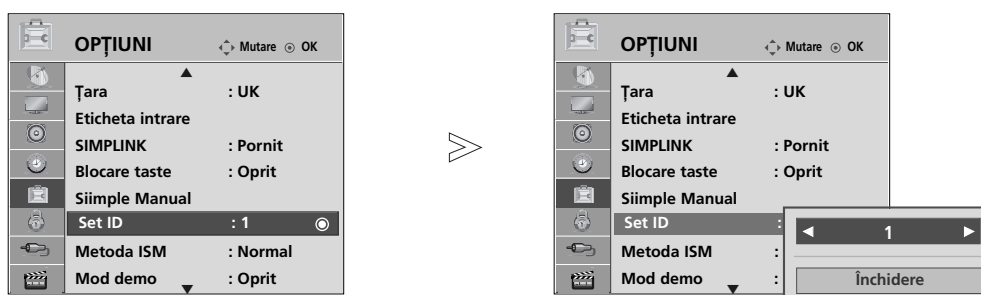 OPȚIUNI Mutare OK
Țara : UK
Eticheta intrare
SIMPLINK : Pornit
Blocare taste : Oprit
Siimple Manual
Set ID : 1
Metoda ISM : Normal
Mod demo : Oprit
OPȚIUNI Mutare OK
Țara : UK
Eticheta intrare
SIMPLINK : Pornit
Blocare taste : Oprit
Siimple Manual
Set ID :
Metoda ISM :
Mod demo :
1
Închidere